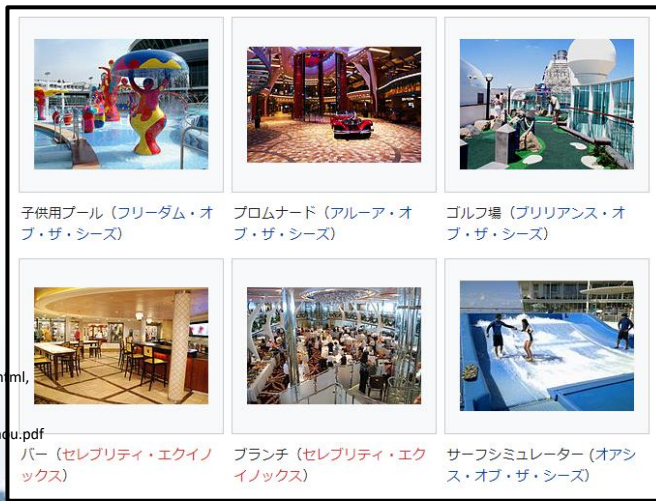 子供用プール（フリーダム・オ
ブ・ザ・シーズ）
プロムナード（アルーア・オ
ブ・ザ・シーズ）
ゴルフ場（ブリリアンス・オ
ブ・ザ・シーズ）
html,
ou.pdf
バー（セレブリティ・エクイノ
ックス）
ブランチ（セレブリティ・エク
イノックス）
サーフシミュレーター (オアシ
ス・オブ・ザ・シーズ）